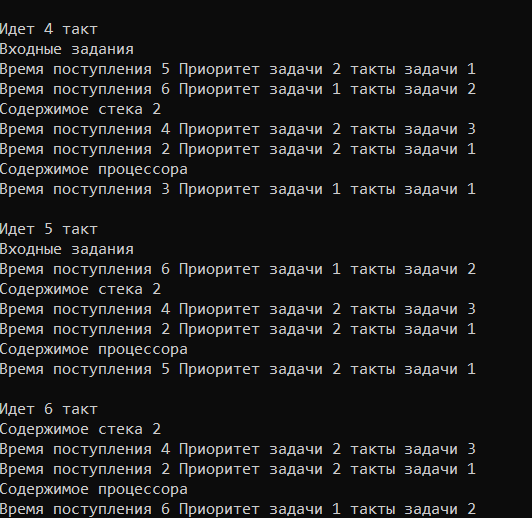 Идет 4 такт
Входные задания
Время поступления 5 Приоритет задачи 2 такты задачи 1
Время поступления 6 Приоритет задачи 1 такты задачи 2
Содержимое стека 2
Время поступления 4 Приоритет задачи 2 такты задачи 3
Время поступления 2 Приоритет задачи 2 такты задачи 1
Содержимое процессора
Время поступления 3 Приоритет задачи 1 такты задачи 1
Идет 5 такт
Входные задания
Время поступления 6 Приоритет задачи 1 такты задачи 2
Содержимое стека 2
Время поступления 4 Приоритет задачи 2 такты задачи 3
Время поступления 2 Приоритет задачи 2 такты задачи 1
Содержимое процессора
Время поступления 5 Приоритет задачи 2 такты задачи 1
Идет 6 такт
Содержимое стека 2
Время поступления 4 Приоритет задачи 2 такты задачи 3
Время поступления 2 Приоритет задачи 2 такты задачи 1
Содержимое процессора
Время поступления 6 Приоритет задачи 1 такты задачи 2